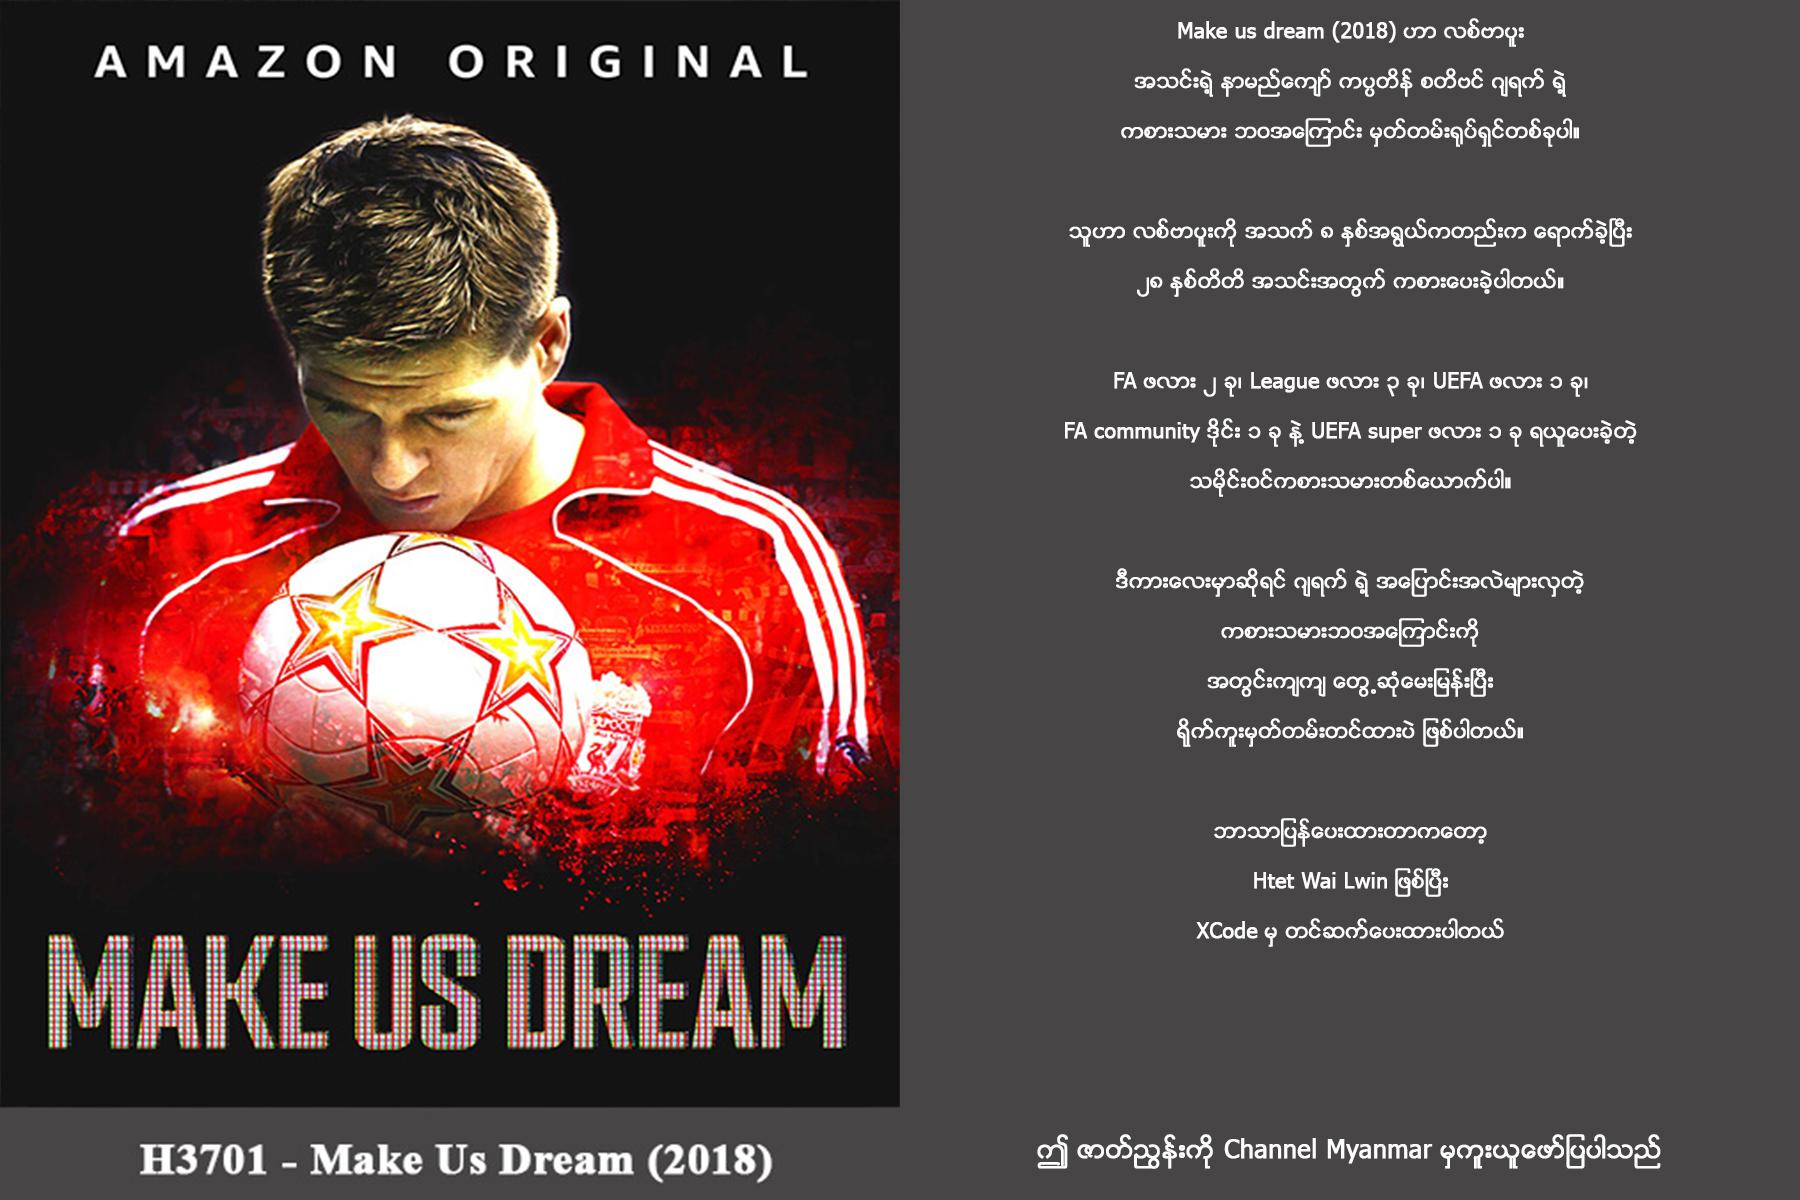 AMAZON ORIGINAL
MAKE US DREAM
H3701 - Make Us Dream (2018)
Make us dream (2018) ဟာ လစ်ဗာပူး
အသင်းရဲ့ နာမည်ကျော် ကပ္ပတိန် စတိဗင် ဂျရက် ရဲ့
ကစားသမား ဘဝအကြောင်း မှတ်တမ်းရုပ်ရှင်တစ်ခုပါ။
သူဟာ လစ်ဗာပူးကို အသက် ၈ နှစ်အရွယ်ကတည်းက ရောက်ခဲ့ပြီး
၂၈ နှစ်တိတိ အသင်းအတွက် ကစားပေးခဲ့ပါတယ်။
FA ဖလား ၂ ခု၊ League ဖလား ၃ ခု၊ UEFA ဖလား ၁ ခု၊
FA community ဒိုင်း ၁ ခု နဲ့ UEFA super ဖလား ၁ ခု ရယူပေးခဲ့တဲ့
သမိုင်းဝင်ကစားသမားတစ်ယောက်ပါ။
ဒီကားလေးမှာဆိုရင် ဂျရက် ရဲ့ အပြောင်းအလဲများလှတဲ့
ကစားသမားဘဝအကြောင်းကို
အတွင်းကျကျ တွေ့ဆုံမေးမြန်းပြီး
ရိုက်ကူးမှတ်တမ်းတင်ထားပဲ ဖြစ်ပါတယ်။
ဘာသာပြန်ပေးထားတာကတော့
Htet Wai Lwin ဖြစ်ပြီး
XCode မှ တင်ဆက်ပေးထားပါတယ်
ဤ ဇာတ်ညွှန်းကို Channel Myanmar မှကူးယူဖော်ပြပါသည်